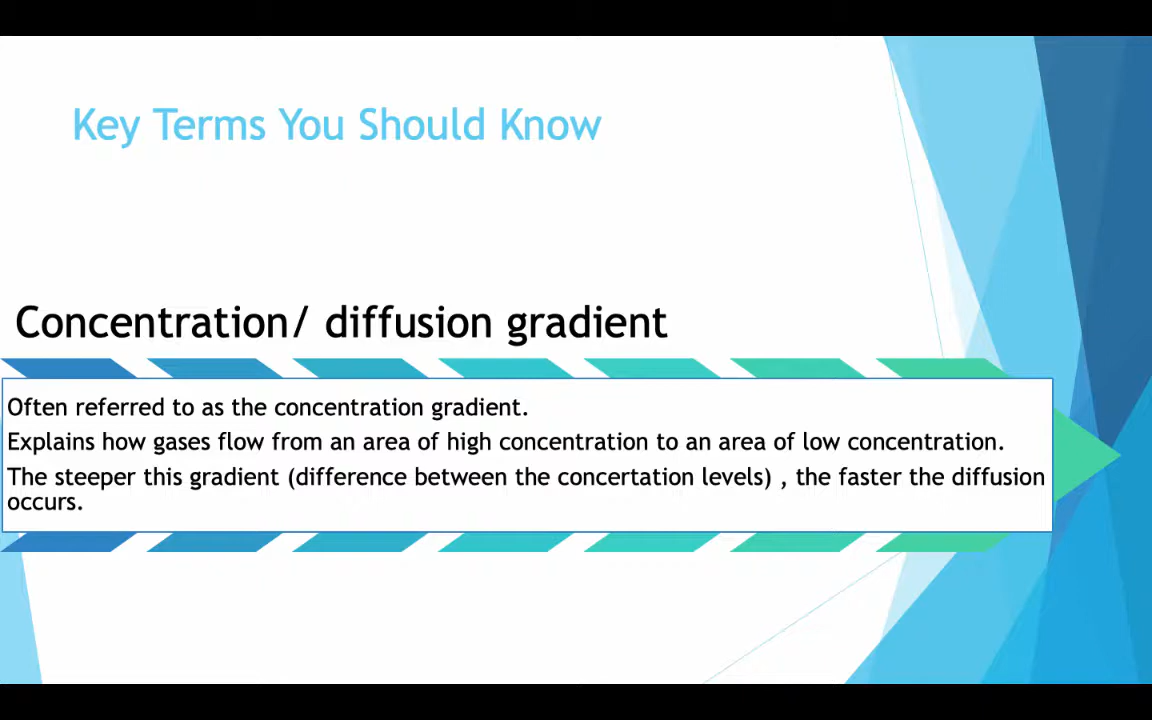 Key Terms You Should Know
Concentration/ diffusion gradient
Often referred to as the concentration gradient.
Explains how gases flow from an area of high concentration to an area of low concentration.
The steeper this gradient (difference between the concertation levels) , the faster the diffusion
occurs.